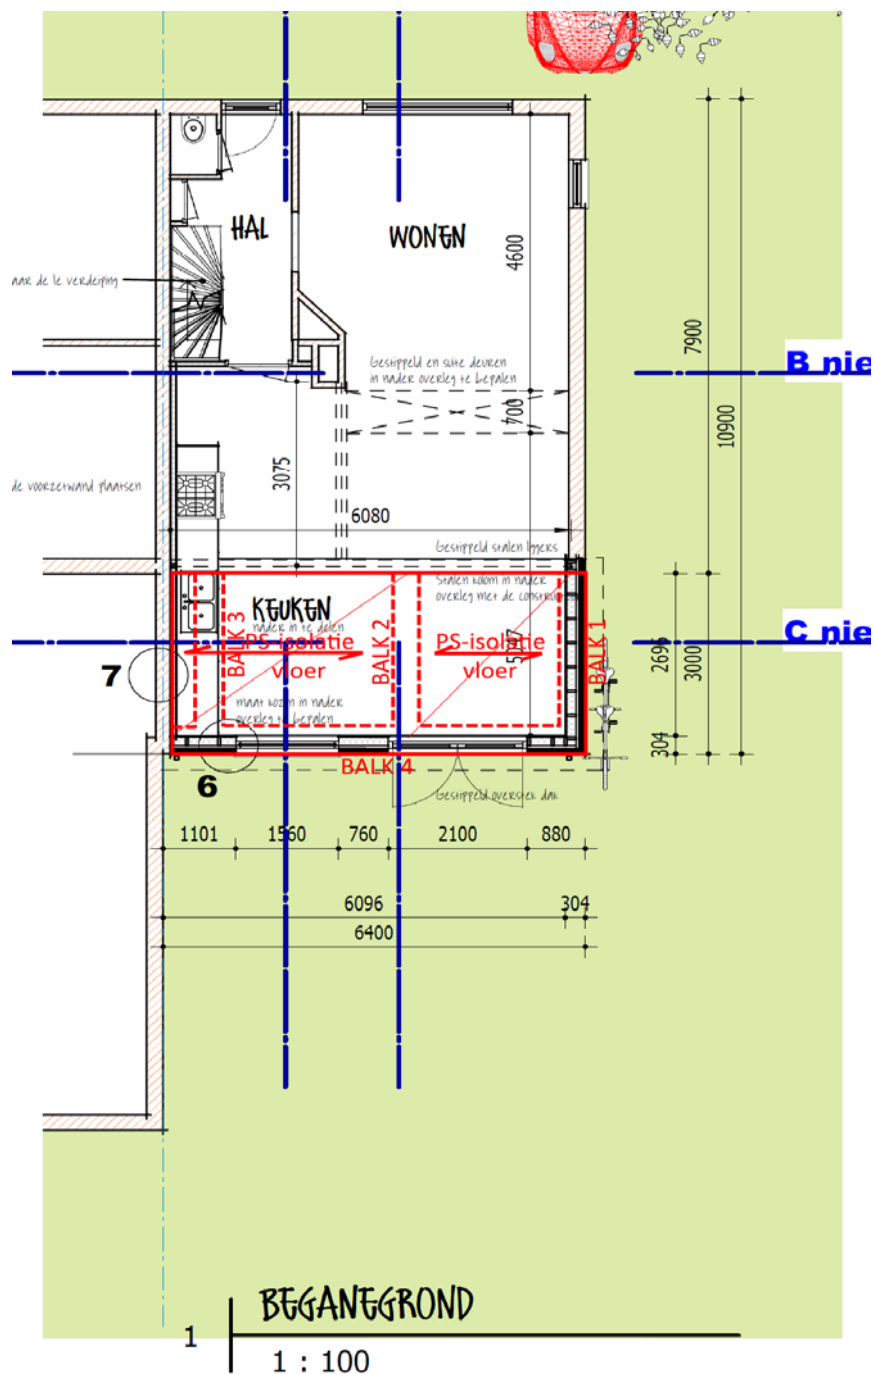 HAL
WONEN
4600
aar de 1e verdeiping
7900
B nie
Gestippeld en suite deuren
in nader overleg te bepalen
700
10900
3075
de voorzetwand plaatsen
6080
Gestippeld stalen liggers
Stalen kolom in nader
overleg met de construct
KEUKEN
nader in te delen
BALK 3
BALK 2
BALK 1
PS-isolatie
vloer
PS-isolatie
vloer
C nie
2696
3000
304
7
maat kozijn in nader
overleg te bepalen
6
BALK 4
Gestippeld overstek dak
1101
1560
760
2100
880
6096
304
6400
BEGANEGROND
1
1 : 100